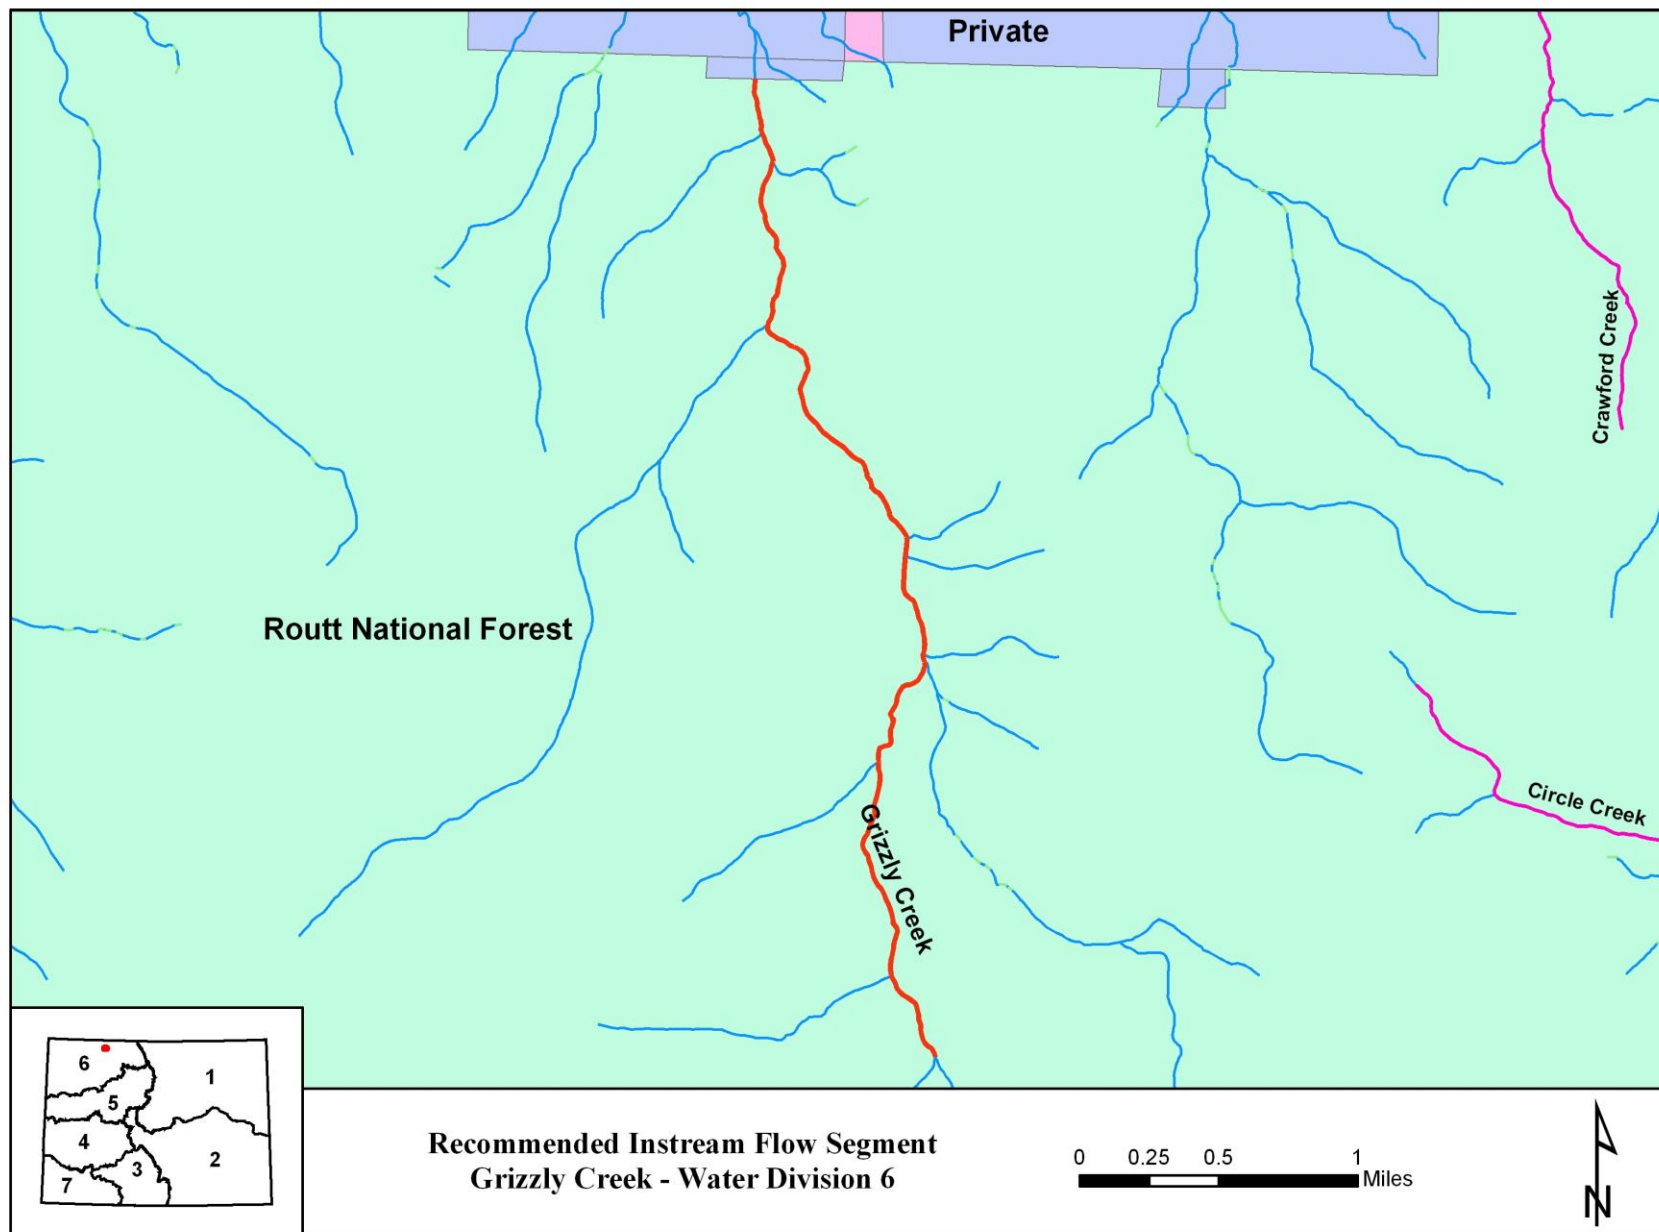 Private
Crawford Creek
Routt National Forest
Circle Creek
Grizzly Creek
6
1
5
4
2
3
7
Recommended Instream Flow Segment
Grizzly Creek - Water Division 6
0 0.25 0.5 1
Miles
N